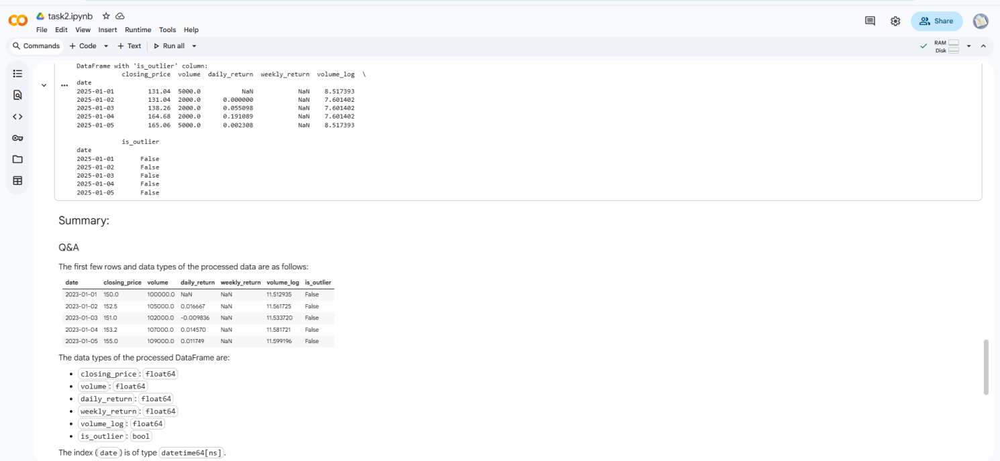 task2.ipynb
File Edit View Insert Runtime Tools Help
Share
Commands + Code + Text Run all
RAM
Disk
DataFrame with 'is_outlier' column:
closing_price volume daily_return weekly_return volume_log \
date
2025-01-01 131.04 5000.0 NaN NaN 8.517393
2025-01-02 131.04 2000.0 0.000000 NaN 7.601402
2025-01-03 138.26 2000.0 0.055098 NaN 7.601402
2025-01-04 164.68 2000.0 0.191089 NaN 7.601402
2025-01-05 165.06 5000.0 0.002308 NaN 8.517393
is_outlier
date
2025-01-01 False
2025-01-02 False
2025-01-03 False
2025-01-04 False
2025-01-05 False
Summary:
Q&A
The first few rows and data types of the processed data are as follows:
date closing_price volume daily_return weekly_return volume_log is_outlier
2023-01-01 150.0 100000.0 NaN NaN 11.512935 False
2023-01-02 152.5 105000.0 0.016667 NaN 11.561725 False
2023-01-03 151.0 102000.0 -0.009836 NaN 11.533720 False
2023-01-04 153.2 107000.0 0.014570 NaN 11.581721 False
2023-01-05 155.0 109000.0 0.011749 NaN 11.599196 False
The data types of the processed DataFrame are:
• closing_price: float64
• volume: float64
• daily_return: float64
• weekly_return: float64
• volume_log: float64
• is_outlier: bool
The index (date) is of type datetime64[ns].